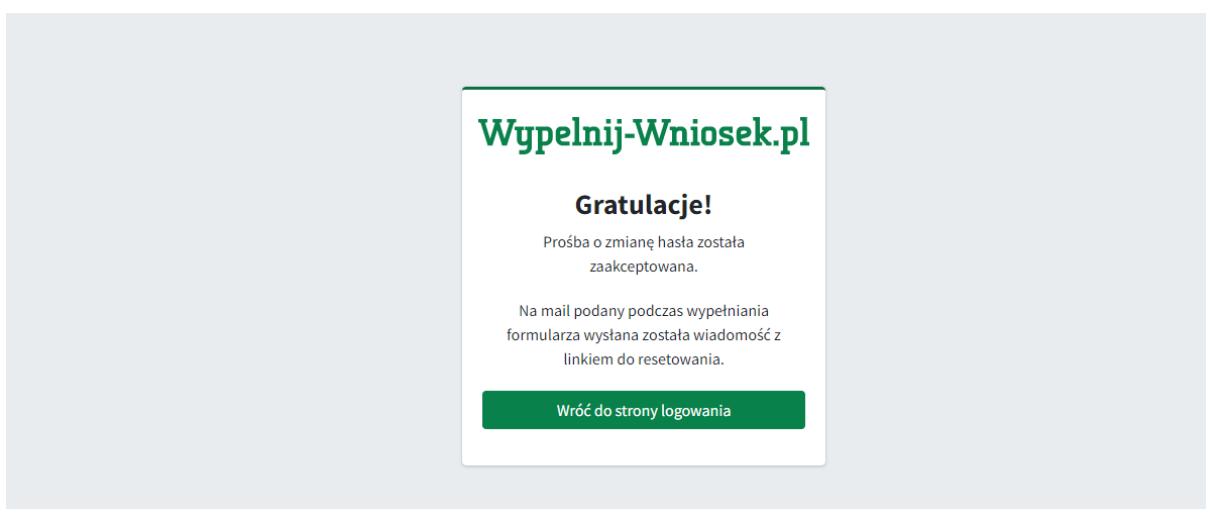 Wypelnij-Wniosek.pl
Gratulacje!
Prośba o zmianę hasła została
zaakceptowana.
Na mail podany podczas wypełniania
formularza wysłana została wiadomość z
linkiem do resetowania.
Wróć do strony logowania